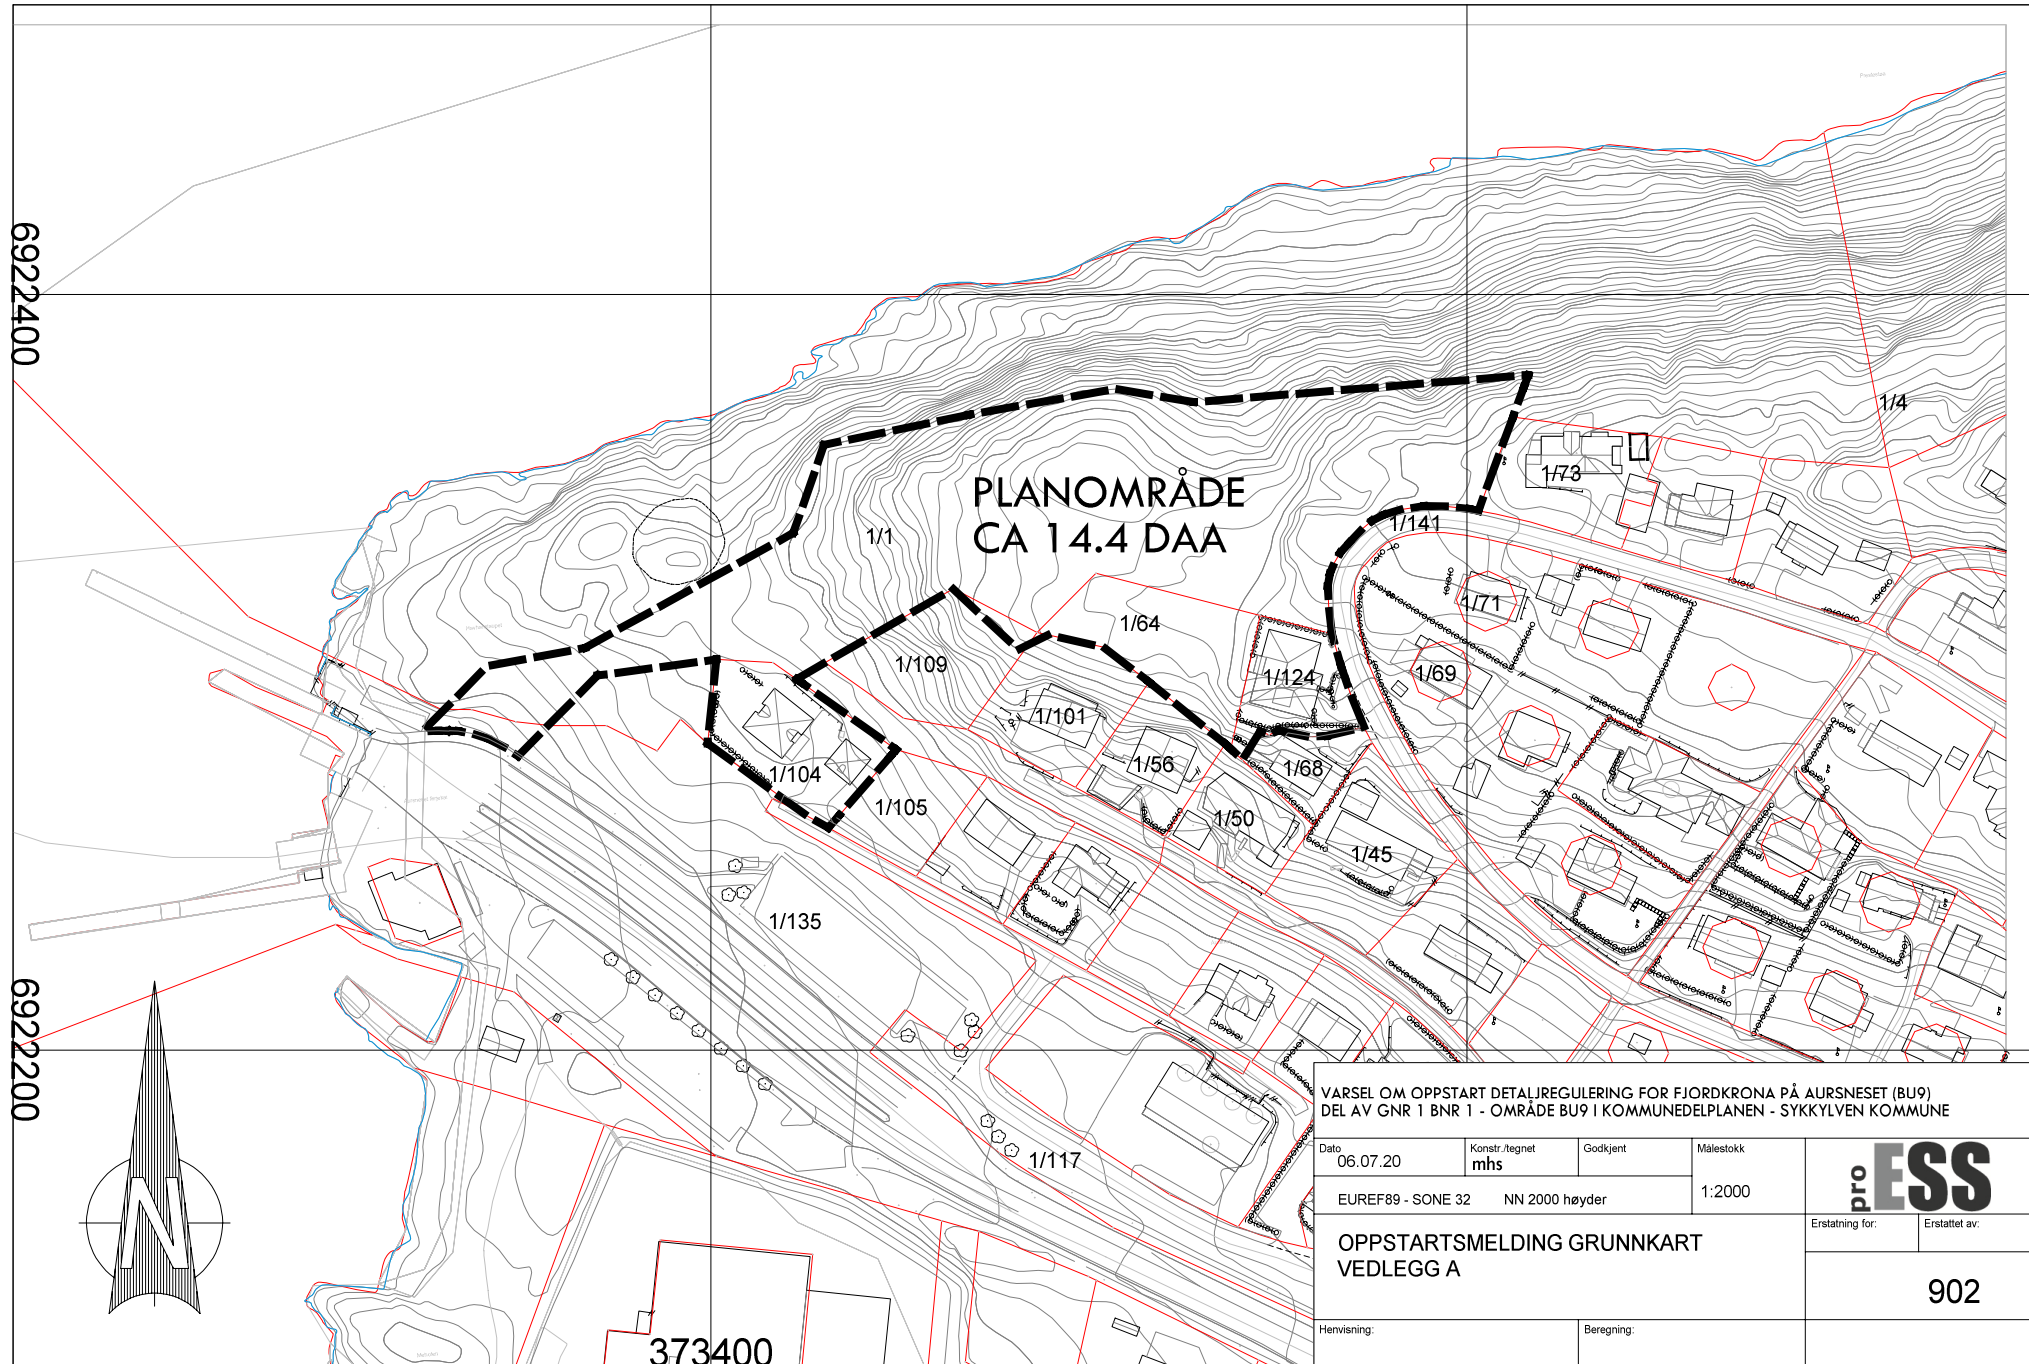 6922400
1/4
1/73
PLANOMRÅDE
CA 14.4 DAA
1/1
1/141
1/71
1/64
1/109
1/124
1/69
1/101
1/56
1/68
1/104
1/105
1/50
1/45
1/135
6922200
1/117
373400
N
VARSEL OM OPPSTART DETALJREGULERING FOR FJORDKRONA PÅ AURSNESET (BU9)
DEL AV GNR 1 BNR 1 - OMRÅDE BU9 I KOMMUNEDELPLANEN - SYKKYLVEN KOMMUNE
Dato
06.07.20
Konstr./tegnet
mhs
Godkjent
Målestokk
1:2000
EUREF89 - SONE 32 NN 2000 høyder
pro ESS
Erstatning for:
Erstattet av:
OPPSTARTSMELDING GRUNNKART
VEDLEGG A
902
Henvisning:
Beregning: